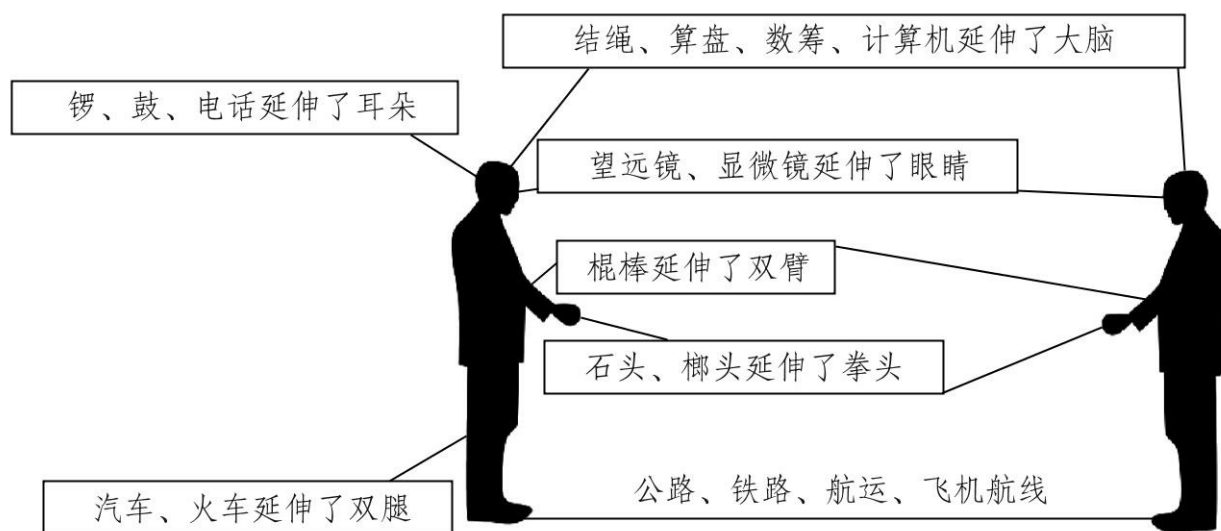 结绳、算盘、数筹、计算机延伸了大脑
锣、鼓、电话延伸了耳朵
望远镜、显微镜延伸了眼睛
棍棒延伸了双臂
石头、榔头延伸了拳头
汽车、火车延伸了双腿
公路、铁路、航运、飞机航线